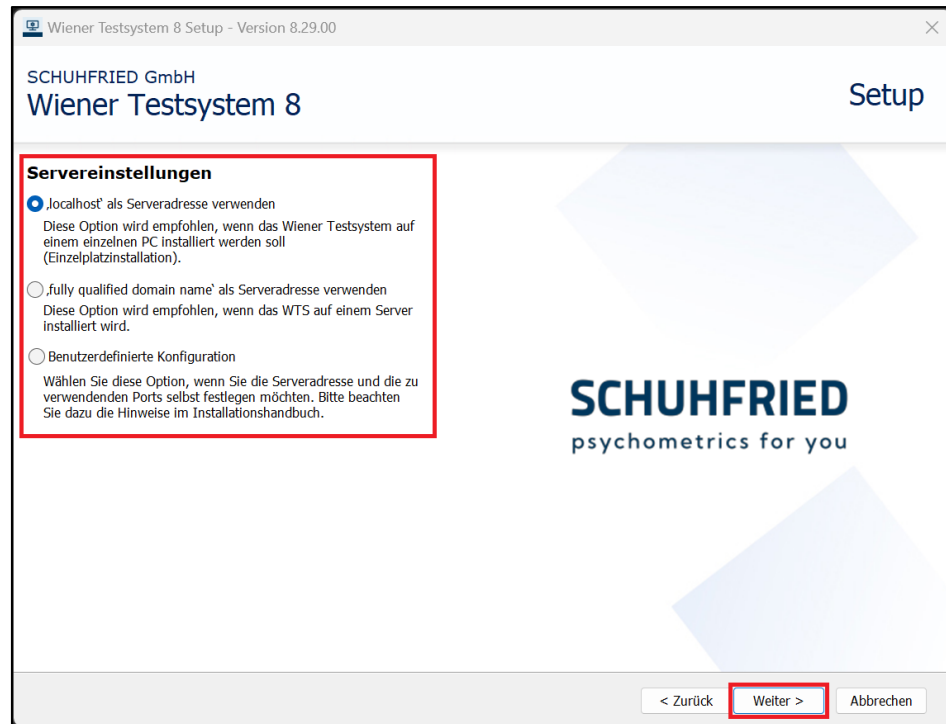 Wiener Testsystem 8 Setup - Version 8.29.00
SCHUHFRIED GmbH
Wiener Testsystem 8
Setup
Servereinstellungen
‚localhost‘ als Serveradresse verwenden
Diese Option wird empfohlen, wenn das Wiener Testsystem auf
einem einzelnen PC installiert werden soll
(Einzelplatzinstallation).
‚fully qualified domain name` als Serveradresse verwenden
Diese Option wird empfohlen, wenn das WTS auf einem Server
installiert wird.
Benutzerdefinierte Konfiguration
Wählen Sie diese Option, wenn Sie die Serveradresse und die zu
verwendenden Ports selbst festlegen möchten. Bitte beachten
Sie dazu die Hinweise im Installationshandbuch.
SCHUHFRIED
psychometrics for you
< Zurück
Weiter >
Abbrechen